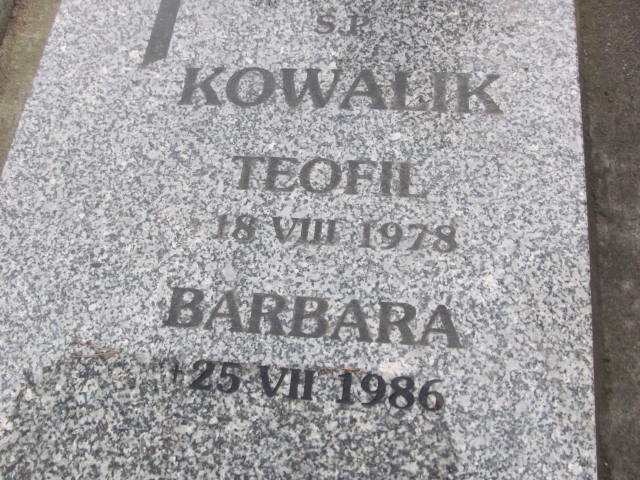 S.P.
KOWALIK
TEOFIL
18 VIII 1978
BARBARA
+25 VII 1986